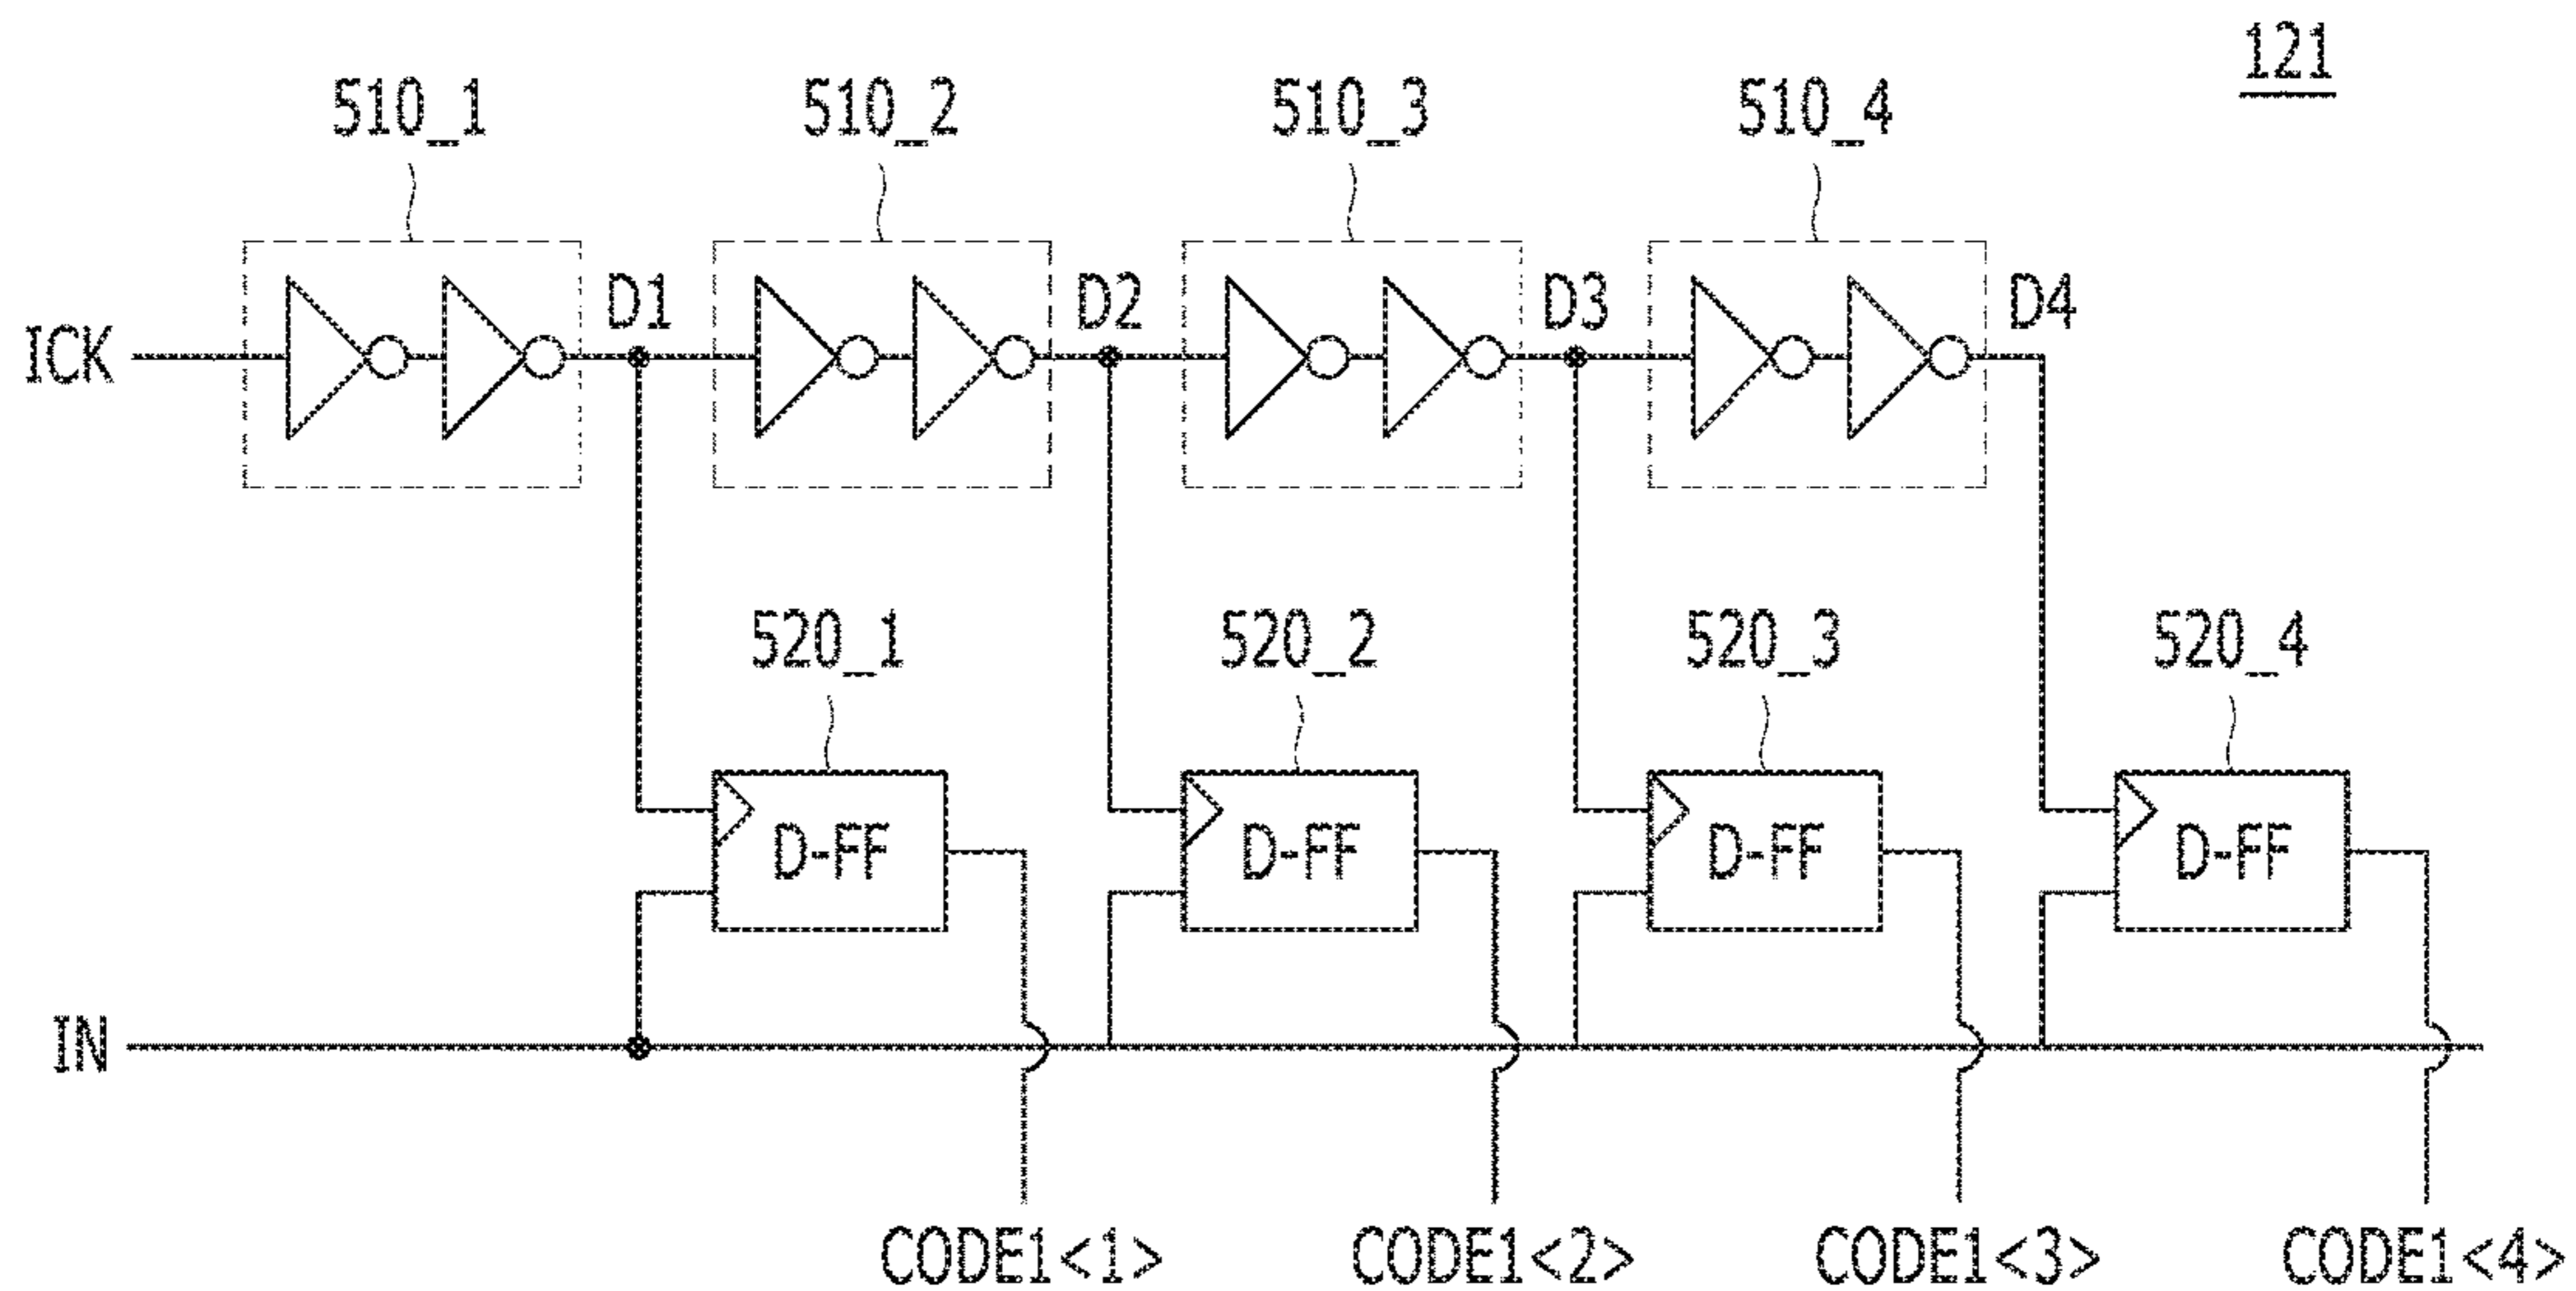 121
510_1 510_2 510_3 510_4
D1 D2 D3 D4
ICK
520_1 520_2 520_3 520_4
D-FF D-FF D-FF D-FF
IN
CODE1<1> CODE1<2> CODE1<3> CODE1<4>